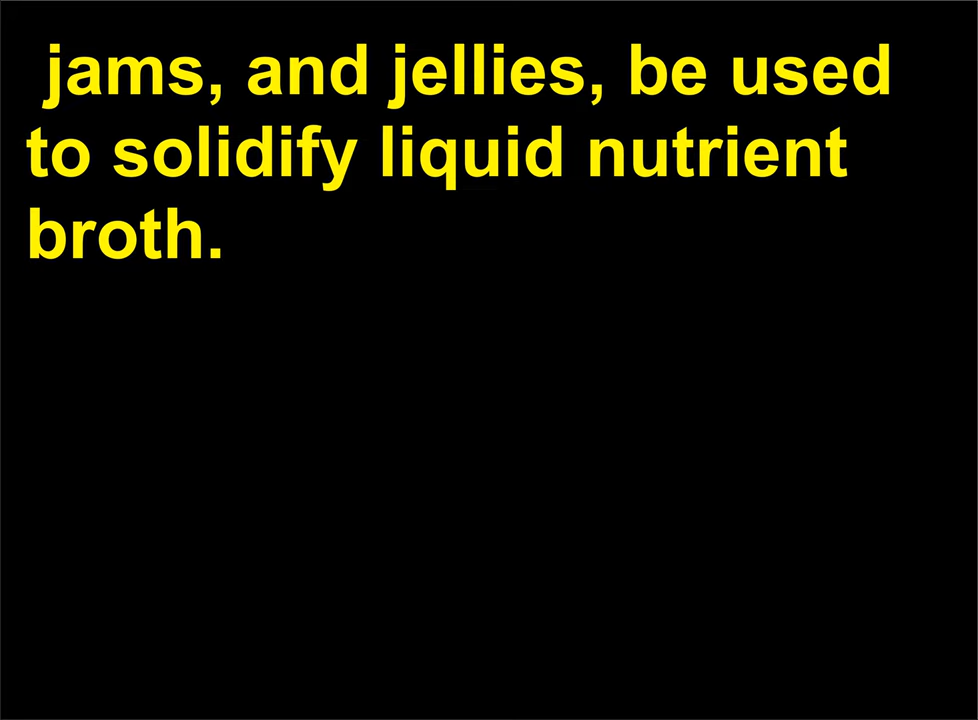 jams, and jellies, be used
to solidify liquid nutrient
broth.